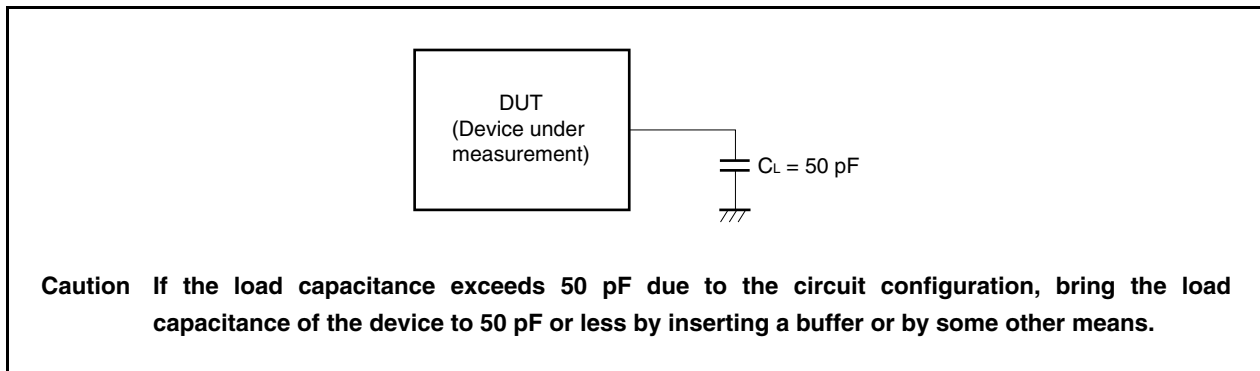 DUT
(Device under
measurement)
CL = 50 pF
Caution If the load capacitance exceeds 50 pF due to the circuit configuration, bring the load
capacitance of the device to 50 pF or less by inserting a buffer or by some other means.